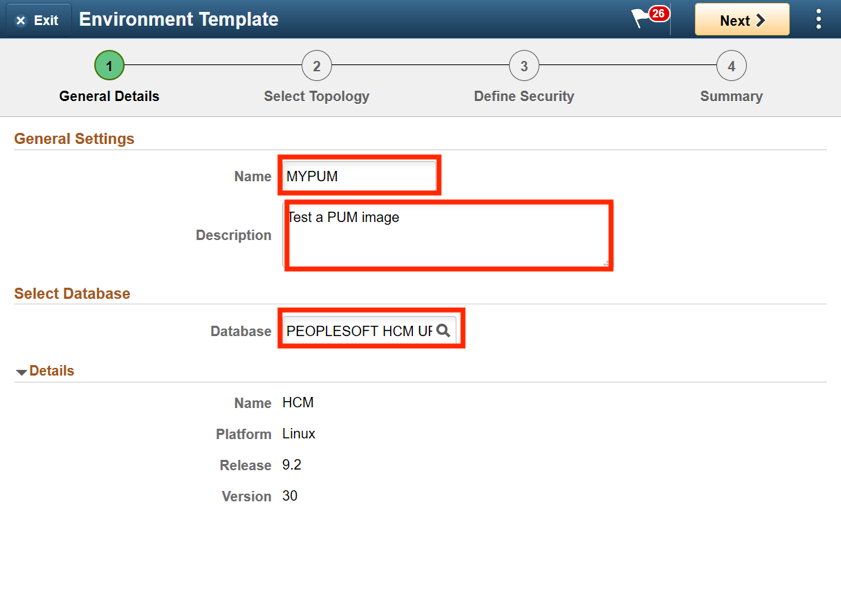 Exit Environment Template 26 Next
1 2 3 4
General Details Select Topology Define Security Summary
General Settings
Name MYPUM
Test a PUM image
Description
Select Database
Database PEOPLESOFT HCM UP
Details
Name HCM
Platform Linux
Release 9.2
Version 30